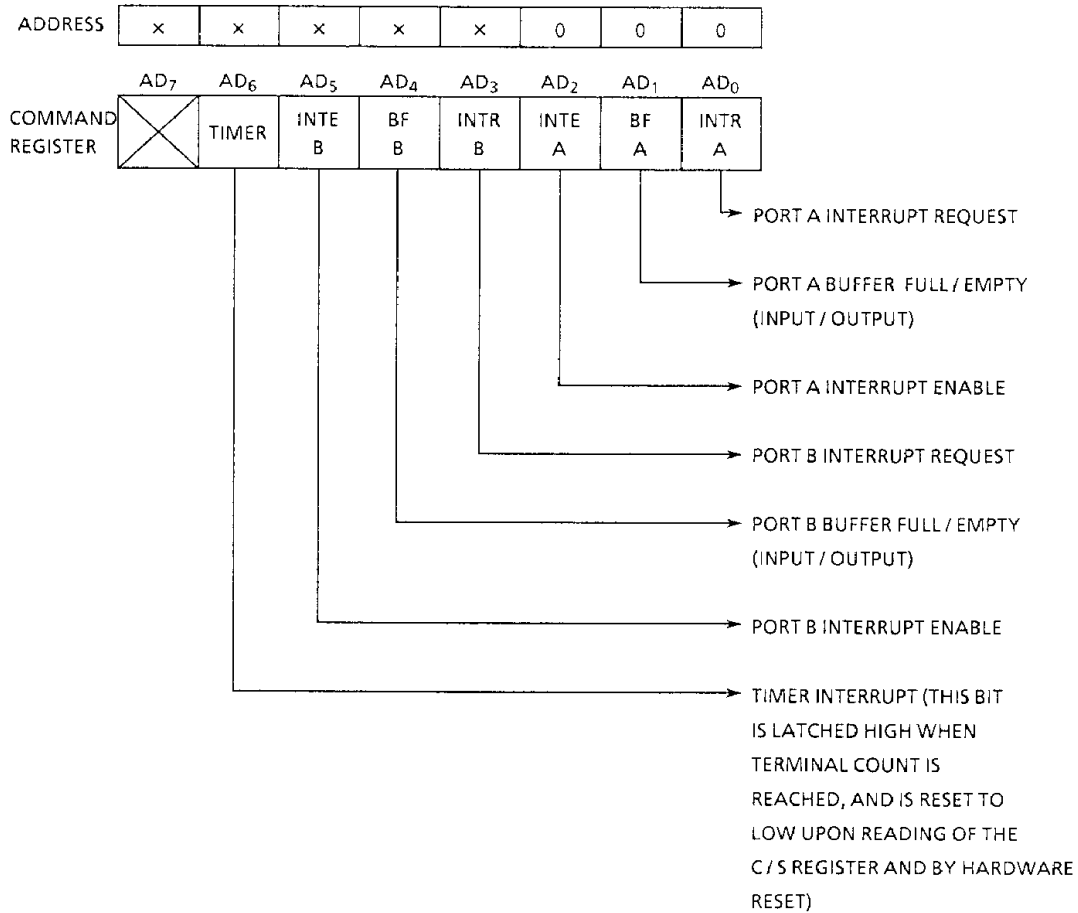 ADDRESS × × × × × 0 0 0
AD7 AD6 AD5 AD4 AD3 AD2 AD1 AD0
COMMAND REGISTER
TIMER
INTE B
BF B
INTR B
INTE A
BF A
INTR A
PORT A INTERRUPT REQUEST
PORT A BUFFER FULL / EMPTY
(INPUT / OUTPUT)
PORT A INTERRUPT ENABLE
PORT B INTERRUPT REQUEST
PORT B BUFFER FULL / EMPTY
(INPUT / OUTPUT)
PORT B INTERRUPT ENABLE
TIMER INTERRUPT (THIS BIT
IS LATCHED HIGH WHEN
TERMINAL COUNT IS
REACHED, AND IS RESET TO
LOW UPON READING OF THE
C / S REGISTER AND BY HARDWARE
RESET)